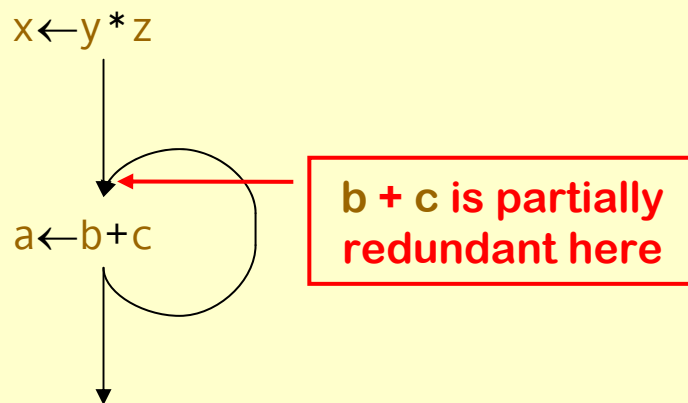 x←y*z
a←b+c
b + c is partially
redundant here